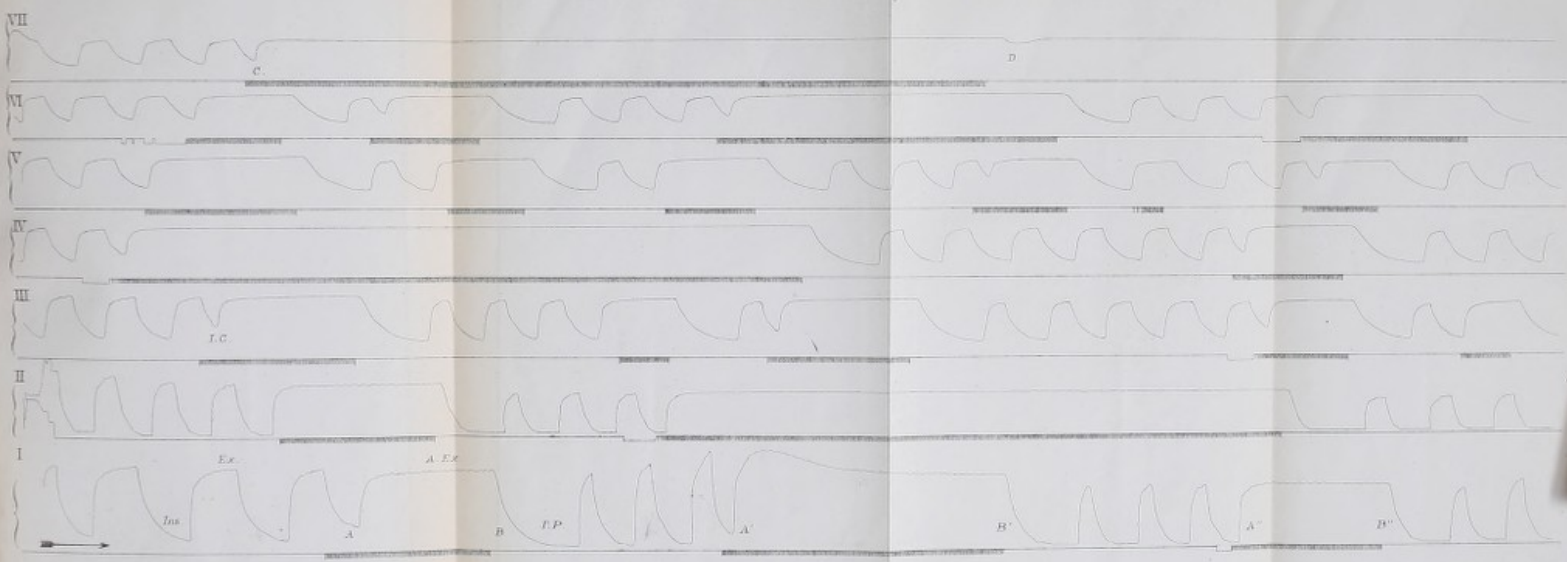 VII
C.
D
VI
V
IV
III
I.C.
II
I
Ex.
A.Ex
Ins.
A
B
I'.P
A'
B'
A''
B''